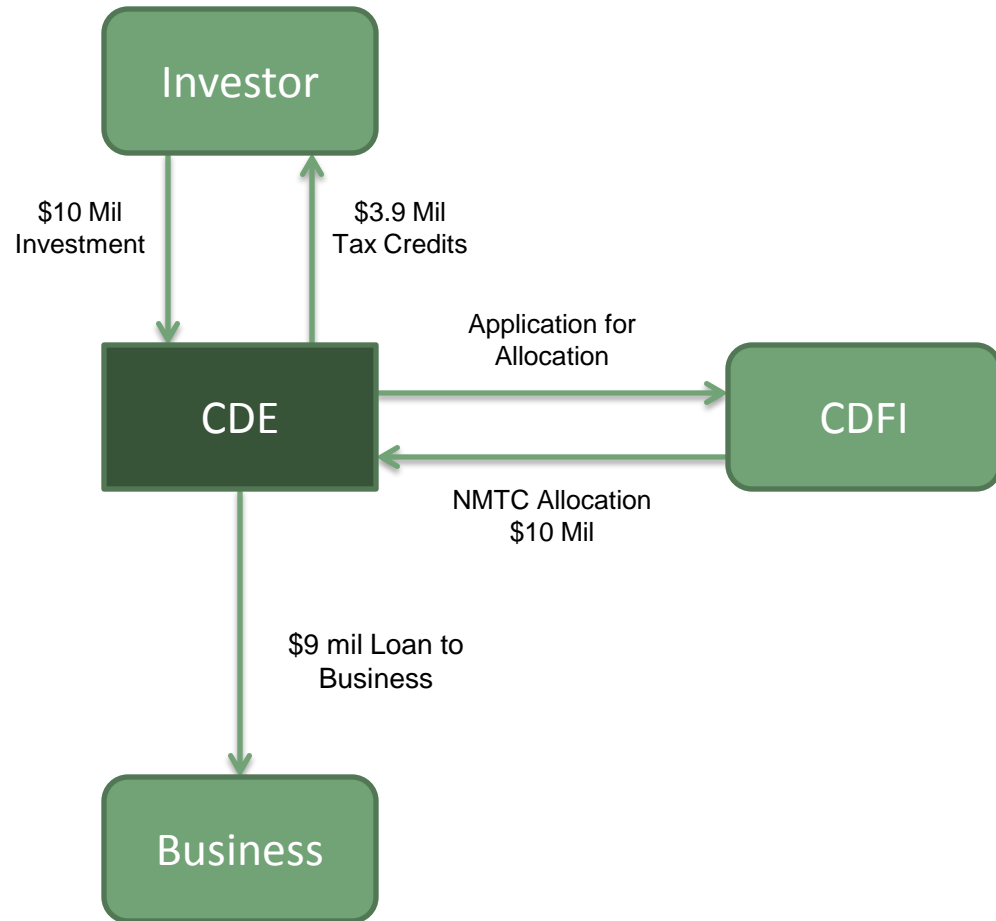 Investor
$10 Mil
Investment
$3.9 Mil
Tax Credits
Application for
Allocation
CDE
CDFI
NMTC Allocation
$10 Mil
$9 mil Loan to
Business
Business